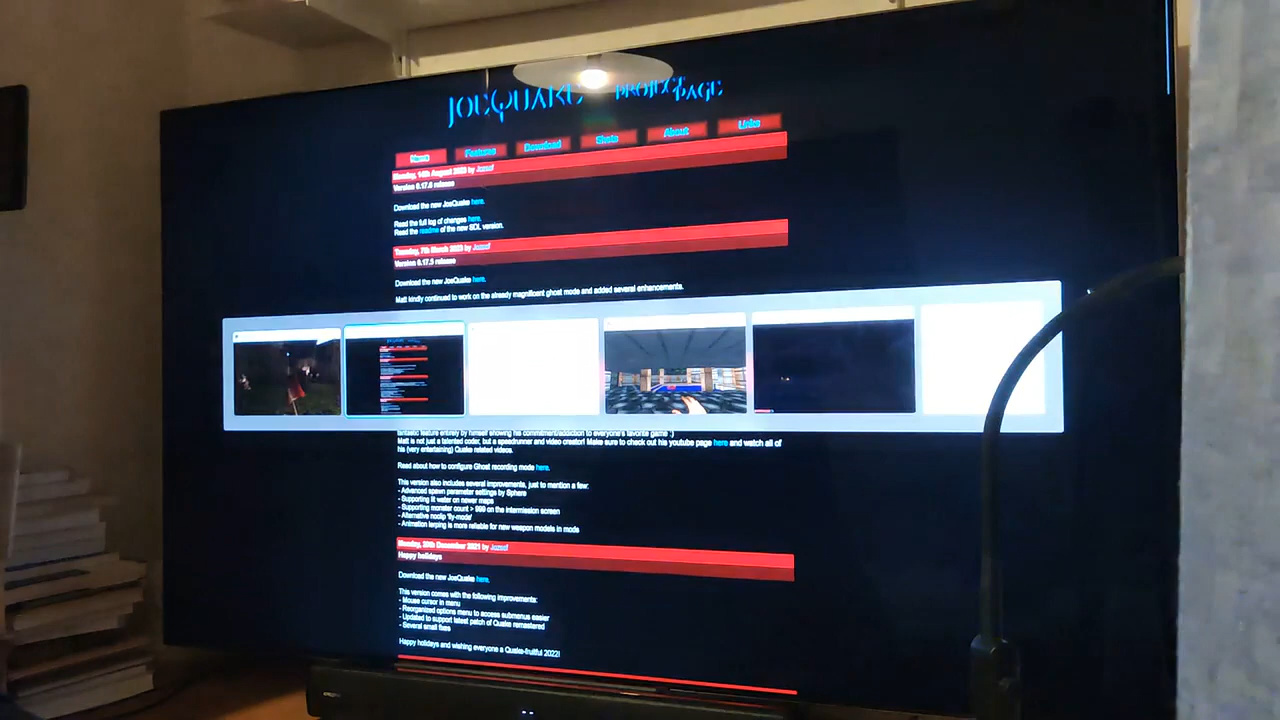 JOEQUAKE PROJECT PAGE
Home Features Download Shots About Links
Monday, 14th August 2023 by Jozsef
Version 0.17.6 release
Download the new JoeQuake here.
Read the full log of changes here.
Read the readme of the new SDL version.
Tuesday, 7th March 2023 by Jozsef
Version 0.17.5 release
Download the new JoeQuake here.
Matt kindly continued to work on the already magnificent ghost mode and added several enhancements.
fantastic feature entirely by himself showing his commitment/addiction to everyone's favorite game :)
Matt is not just a talented coder, but a speedrunner and video creator! Make sure to check out his youtube page here and watch all of
his (very entertaining) Quake related videos.
Read about how to configure Ghost recording mode here.
This version also includes several improvements, just to mention a few:
- Advanced spawn parameter settings by Sphere
- Supporting lit water on newer maps
- Supporting monster count > 999 on the intermission screen
- Alternative noclip 'fly-mode'
- Animation lerping is more reliable for new weapon models in mods
Monday, December 2021 by Jozsef
Happy holidays
Download the new JoeQuake here.
This version comes with the following improvements:
- Mouse cursor in menu
- Reorganized options menu to access submenus easier
- Updated to support latest patch of Quake remastered
- Several small fixes
Happy holidays and wishing everyone a Quake-fruitful 2022!